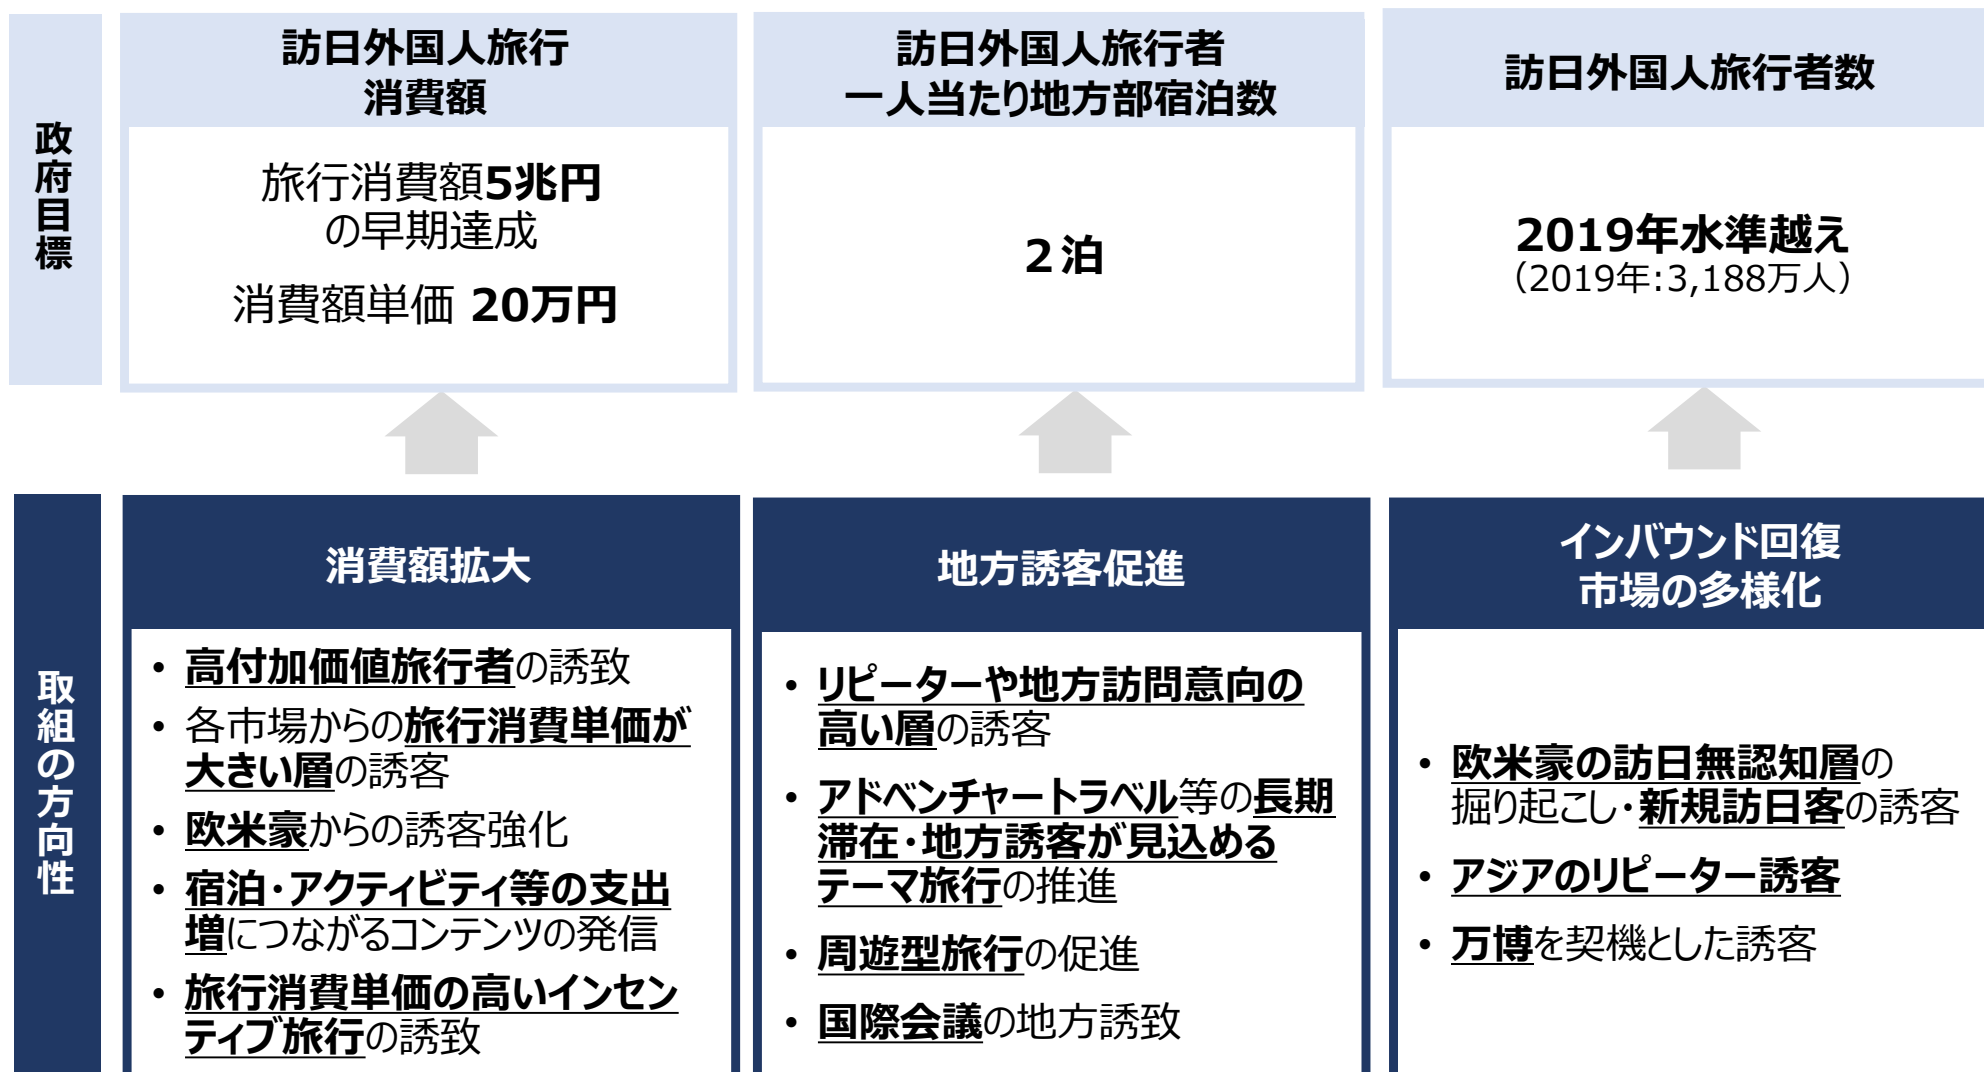 政府目標
訪日外国人旅行
消費額
旅行消費額5兆円
の早期達成
消費額単価 20万円
訪日外国人旅行者
一人当たり地方部宿泊数
2泊
訪日外国人旅行者数
2019年水準越え
（2019年:3,188万人）
取組の方向性
消費額拡大
• 高付加価値旅行者の誘致
• 各市場からの旅行消費単価が
大きい層の誘客
• 欧米豪からの誘客強化
• 宿泊・アクティビティ等の支出
増につながるコンテンツの発信
• 旅行消費単価の高いインセン
ティブ旅行の誘致
地方誘客促進
• リピーターや地方訪問意向の
高い層の誘客
• アドベンチャートラベル等の長期
滞在・地方誘客が見込める
テーマ旅行の推進
• 周遊型旅行の促進
• 国際会議の地方誘致
インバウンド回復
市場の多様化
• 欧米豪の訪日無認知層の
掘り起こし・新規訪日客の誘客
• アジアのリピーター誘客
• 万博を契機とした誘客